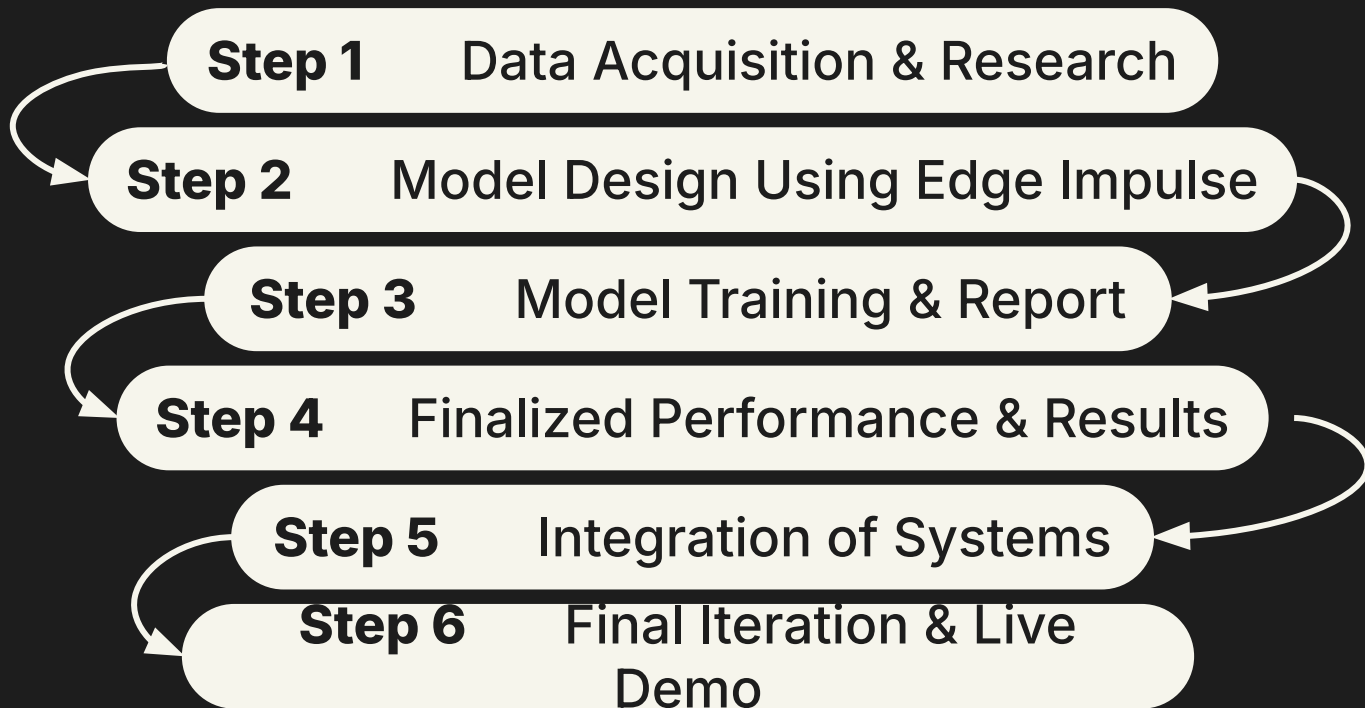 Step 1 Data Acquisition & Research
Step 2 Model Design Using Edge Impulse
Step 3 Model Training & Report
Step 4 Finalized Performance & Results
Step 5 Integration of Systems
Step 6 Final Iteration & Live
Demo